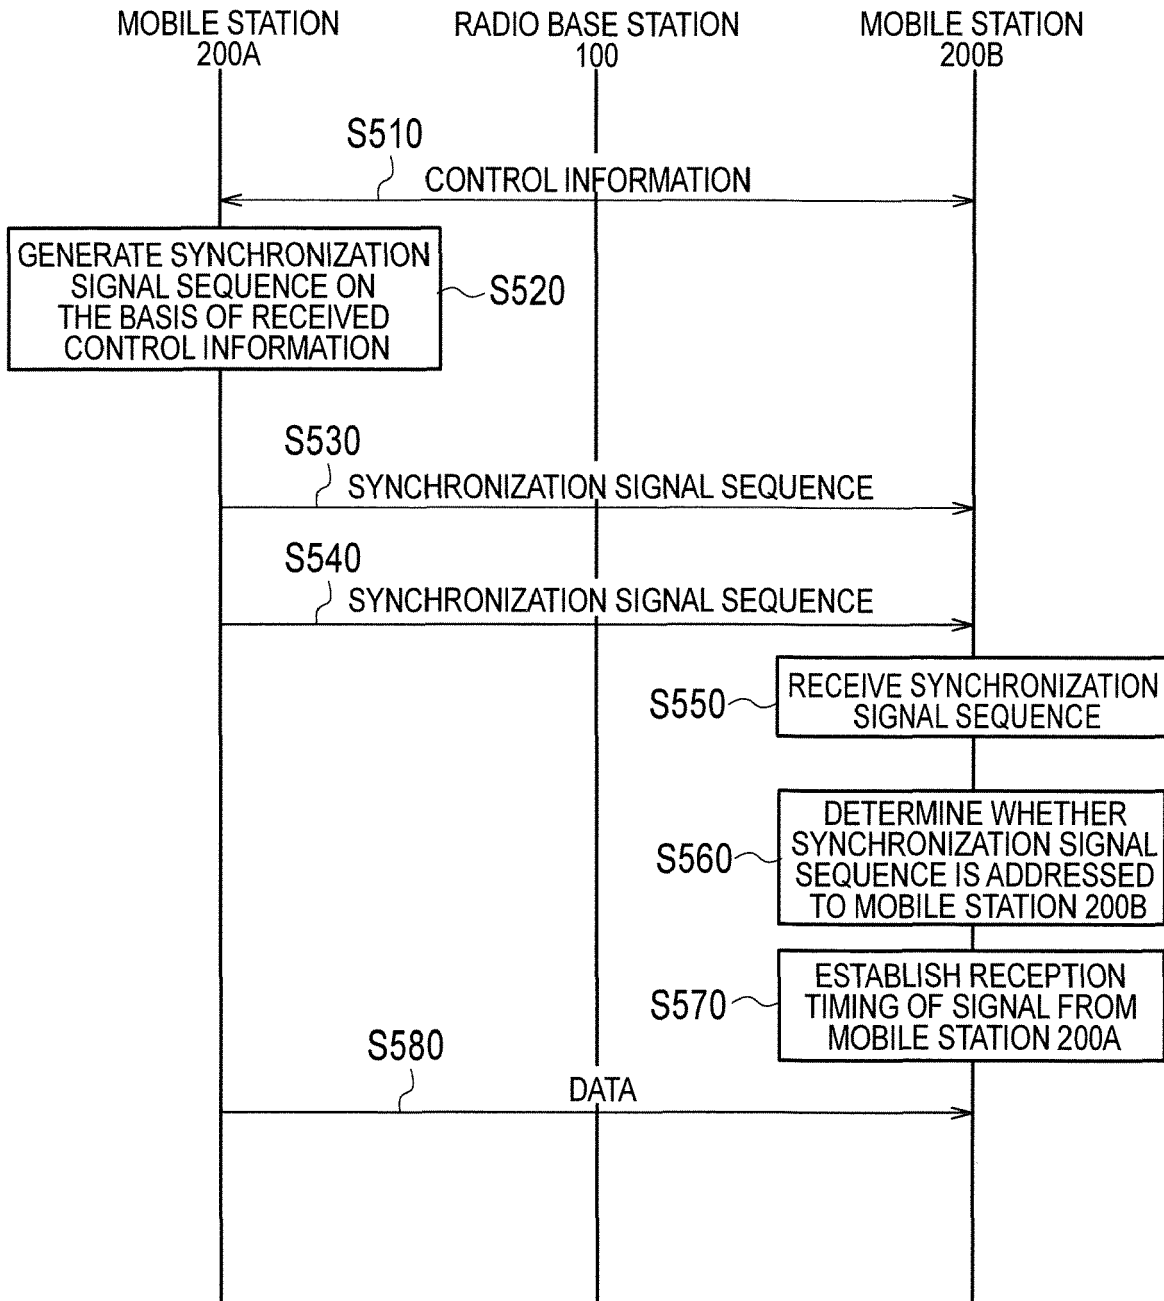 MOBILE STATION
200A
RADIO BASE STATION
100
MOBILE STATION
200B
S510
CONTROL INFORMATION
GENERATE SYNCHRONIZATION
SIGNAL SEQUENCE ON
THE BASIS OF RECEIVED
CONTROL INFORMATION
S520
S530
SYNCHRONIZATION SIGNAL SEQUENCE
S540
SYNCHRONIZATION SIGNAL SEQUENCE
S550
RECEIVE SYNCHRONIZATION
SIGNAL SEQUENCE
S560
DETERMINE WHETHER
SYNCHRONIZATION SIGNAL
SEQUENCE IS ADDRESSED
TO MOBILE STATION 200B
S570
ESTABLISH RECEPTION
TIMING OF SIGNAL FROM
MOBILE STATION 200A
S580
DATA